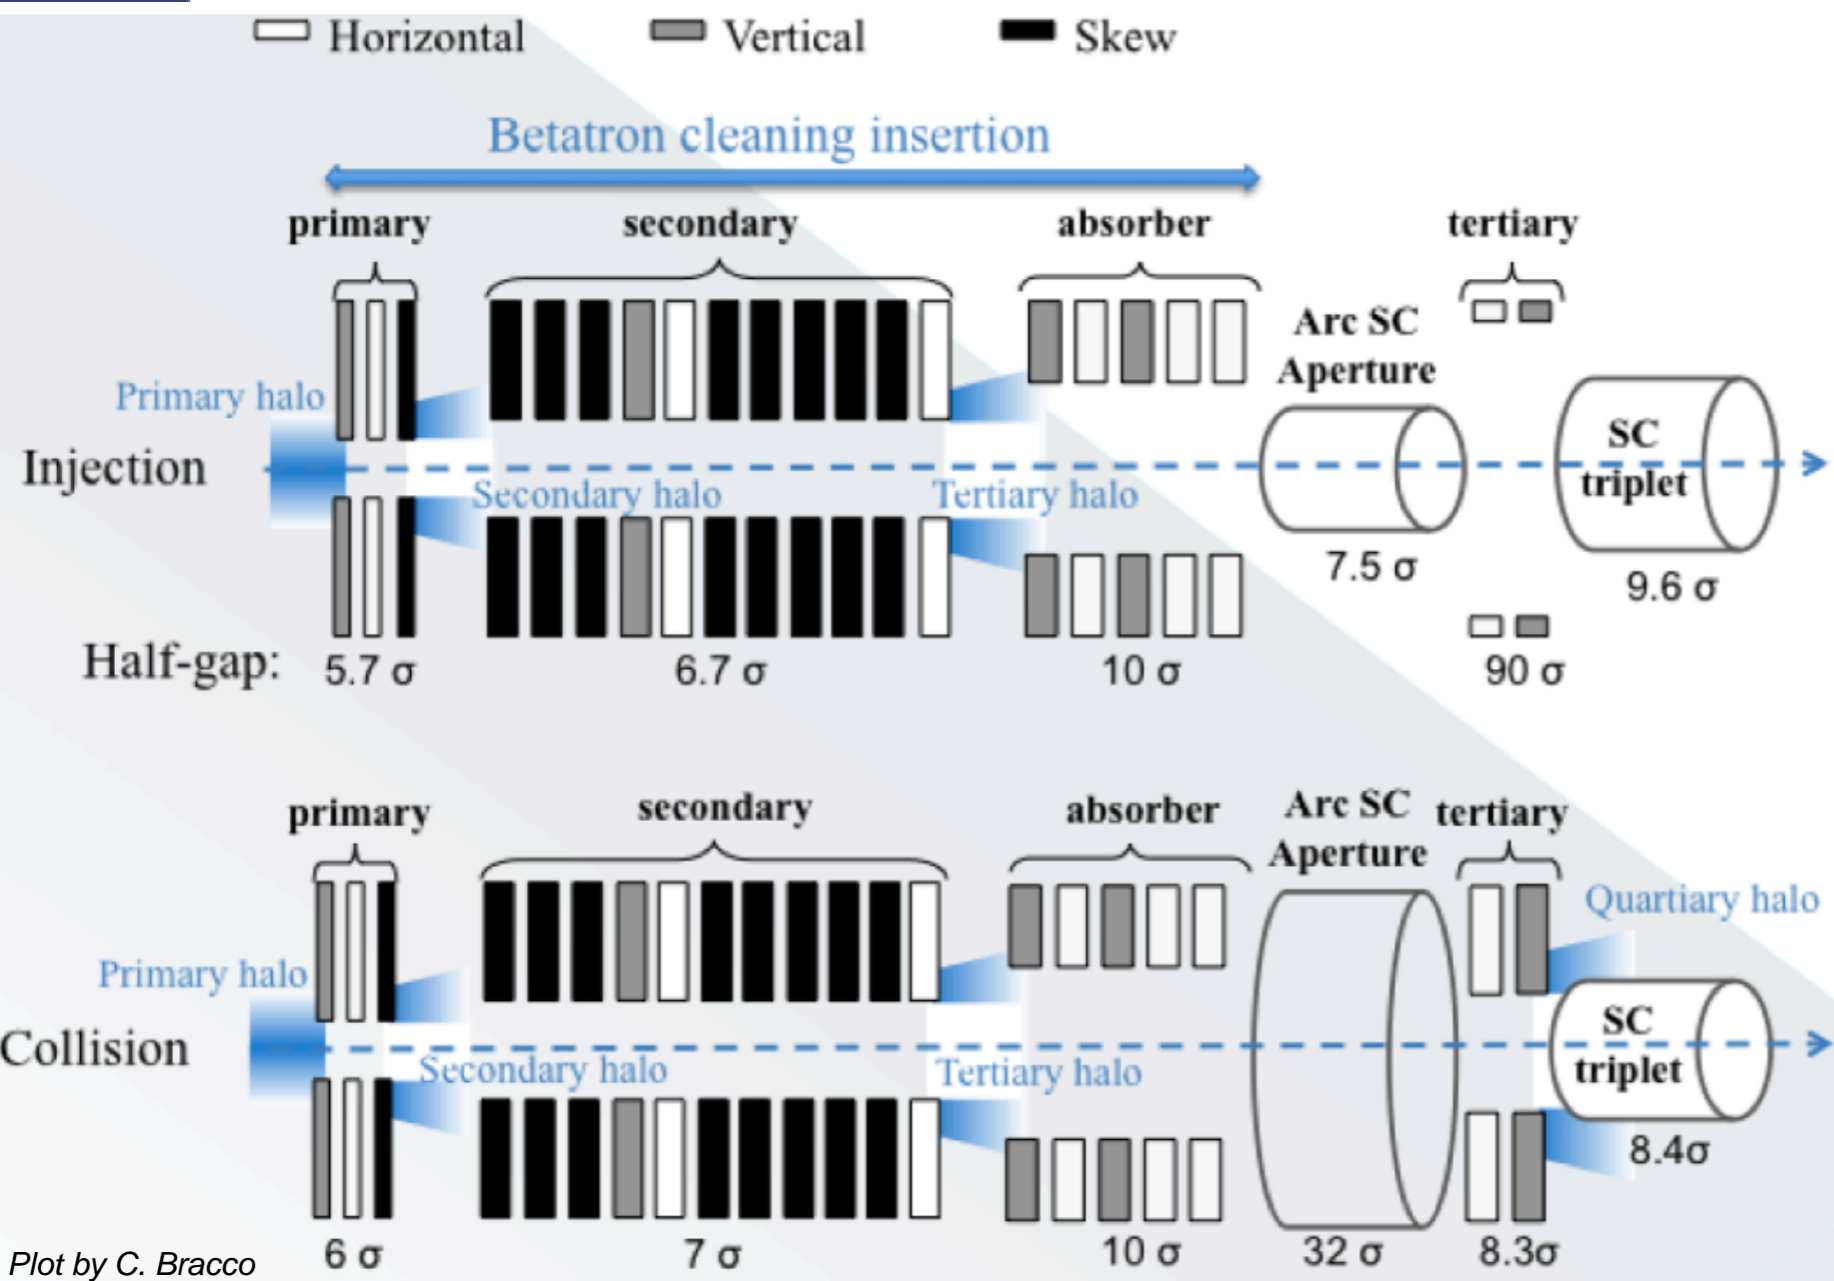 Horizontal Vertical Skew
Betatron cleaning insertion
primary secondary absorber tertiary
Arc SC
Aperture
Primary halo
SC
triplet
Injection
Secondary halo Tertiary halo
7.5 σ
9.6 σ
Half-gap: 5.7 σ 6.7 σ 10 σ 90 σ
primary secondary absorber Arc SC tertiary
Aperture
Quartiary halo
Primary halo
SC
triplet
Collision
Secondary halo Tertiary halo
8.4σ
6 σ 7 σ 10 σ 32 σ 8.3σ
Plot by C. Bracco